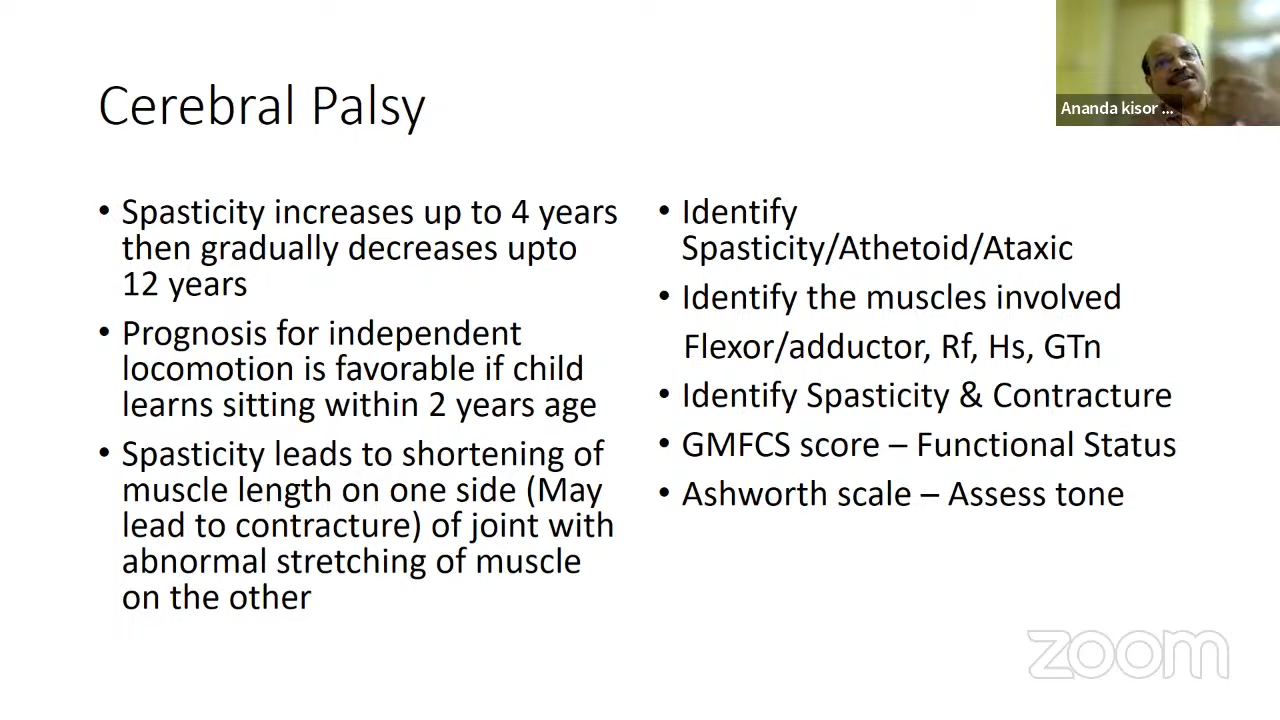 Cerebral Palsy
Ananda kisor ...
• Spasticity increases up to 4 years
then gradually decreases upto
12 years
• Prognosis for independent
locomotion is favorable if child
learns sitting within 2 years age
• Spasticity leads to shortening of
muscle length on one side (May
lead to contracture) of joint with
abnormal stretching of muscle
on the other
• Identify
Spasticity/Athetoid/Ataxic
• Identify the muscles involved
Flexor/adductor, Rf, Hs, GTn
• Identify Spasticity & Contracture
• GMFCS score – Functional Status
• Ashworth scale – Assess tone
zoom